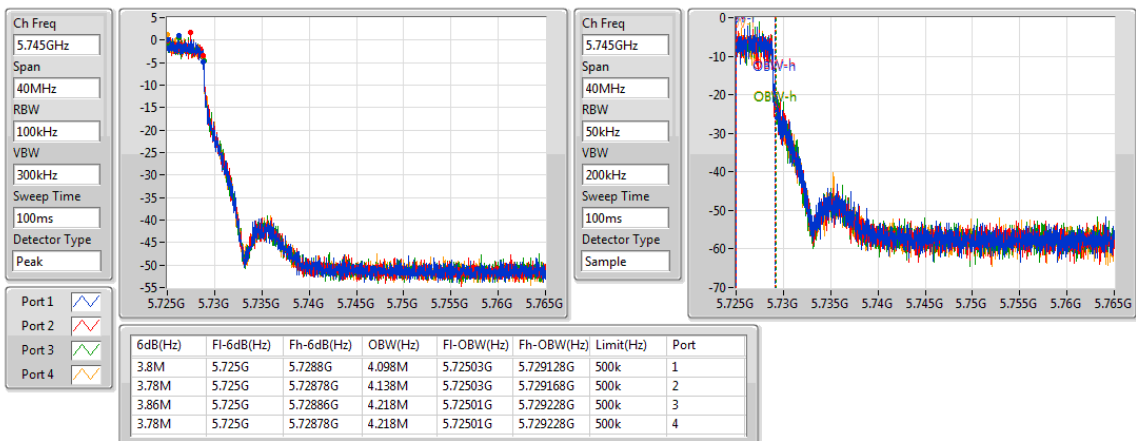 Ch Freq
5.745GHz
Span
40MHz
RBW
100kHz
VBW
300kHz
Sweep Time
100ms
Detector Type
Peak
5
0
-5
-10
-15
-20
-25
-30
-35
-40
-45
-50
-55
5.725G 5.73G 5.735G 5.74G 5.745G 5.75G 5.755G 5.76G 5.765G
Ch Freq
5.745GHz
Span
40MHz
RBW
50kHz
VBW
200kHz
Sweep Time
100ms
Detector Type
Sample
0
-10
-20
-30
-40
-50
-60
-70
OBW-h
OBW-h
5.725G 5.73G 5.735G 5.74G 5.745G 5.75G 5.755G 5.76G 5.765G
Port 1
Port 2
Port 3
Port 4
6dB(Hz) Fl-6dB(Hz) Fh-6dB(Hz) OBW(Hz) Fl-OBW(Hz) Fh-OBW(Hz) Limit(Hz) Port
3.8M 5.725G 5.7288G 4.098M 5.72503G 5.729128G 500k 1
3.78M 5.725G 5.72878G 4.138M 5.72503G 5.729168G 500k 2
3.86M 5.725G 5.72886G 4.218M 5.72501G 5.729228G 500k 3
3.78M 5.725G 5.72878G 4.218M 5.72501G 5.729228G 500k 4